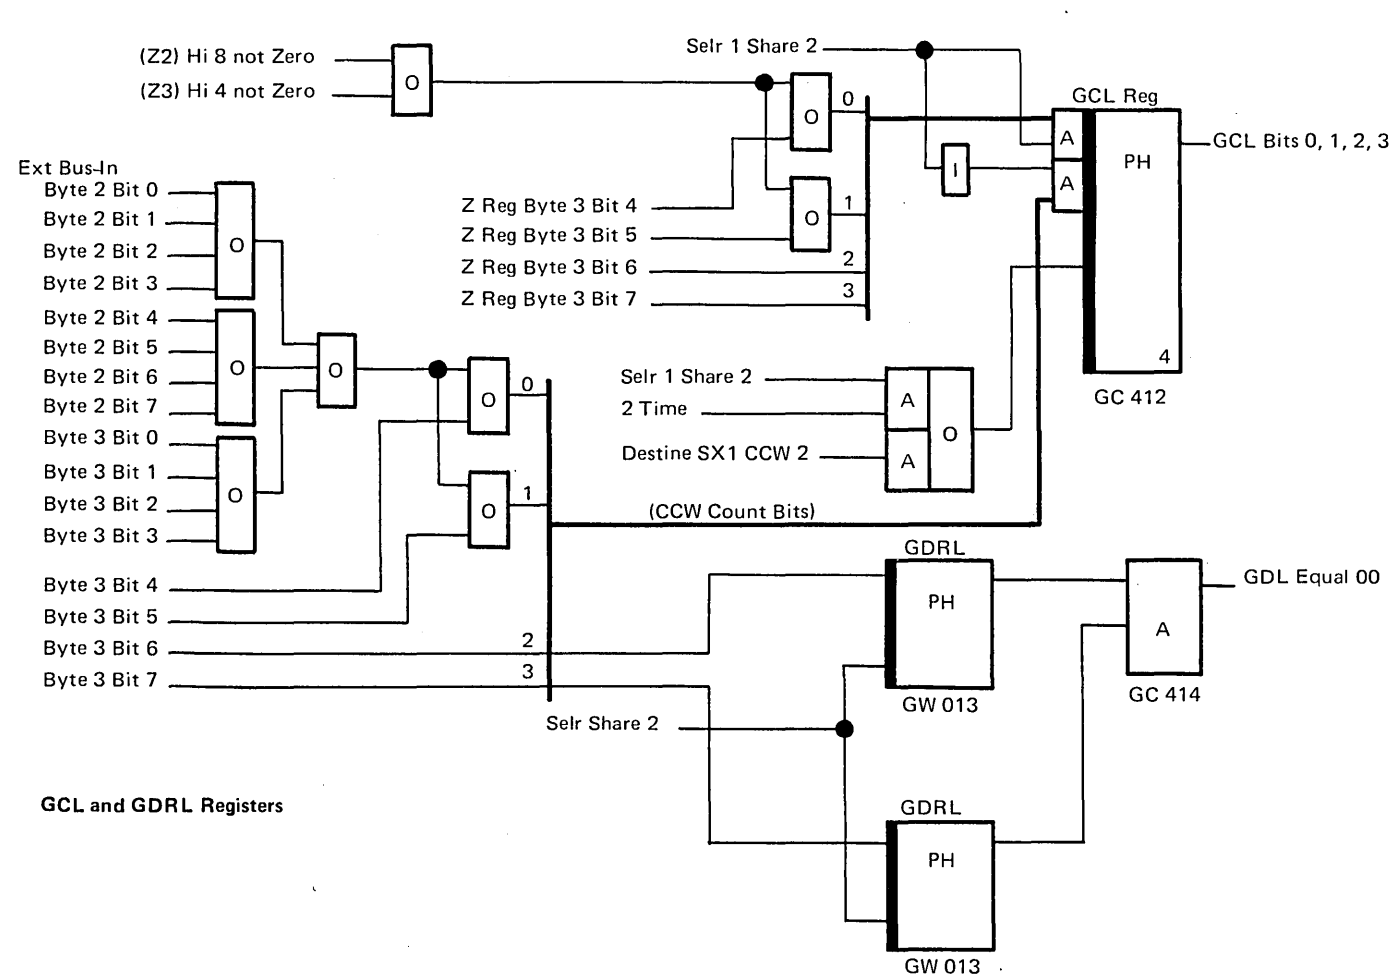 Selr 1 Share 2
(Z2) Hi 8 not Zero
O
(Z3) Hi 4 not Zero
GCL Reg
O
0
A
PH
GCL Bits 0, 1, 2, 3
I
A
Ext Bus-In
Byte 2 Bit 0
Byte 2 Bit 1
Byte 2 Bit 2
Byte 2 Bit 3
O
Z Reg Byte 3 Bit 4
Z Reg Byte 3 Bit 5
Z Reg Byte 3 Bit 6
Z Reg Byte 3 Bit 7
O
1
2
3
4
GC 412
Byte 2 Bit 4
Byte 2 Bit 5
Byte 2 Bit 6
Byte 2 Bit 7
O
O
O
0
Selr 1 Share 2
2 Time
Destine SX1 CCW 2
A
A
O
Byte 3 Bit 0
Byte 3 Bit 1
Byte 3 Bit 2
Byte 3 Bit 3
O
O
1
(CCW Count Bits)
Byte 3 Bit 4
Byte 3 Bit 5
Byte 3 Bit 6
Byte 3 Bit 7
2
3
GDRL
PH
GW 013
A
GC 414
GDL Equal 00
Selr Share 2
GCL and GDRL Registers
GDRL
PH
GW 013